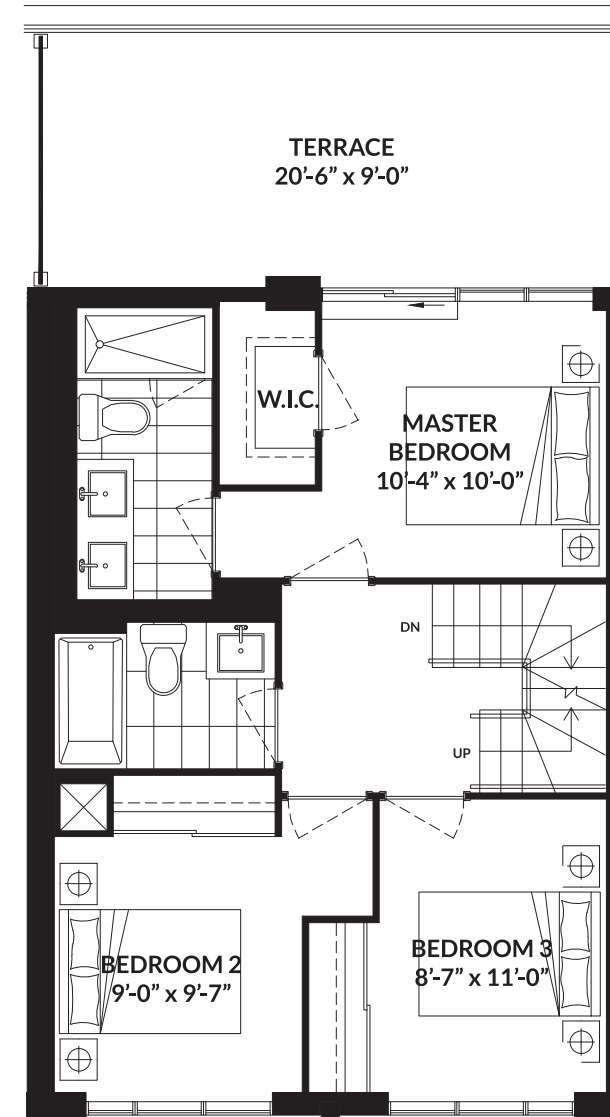 TERRACE
20'-6” x 9'-0”
W.I.C.
MASTER
BEDROOM
10'-4” x 10'-0”
DN
UP
BEDROOM 2
9'-0” x 9'-7”
BEDROOM 3
8'-7” x 11'-0”